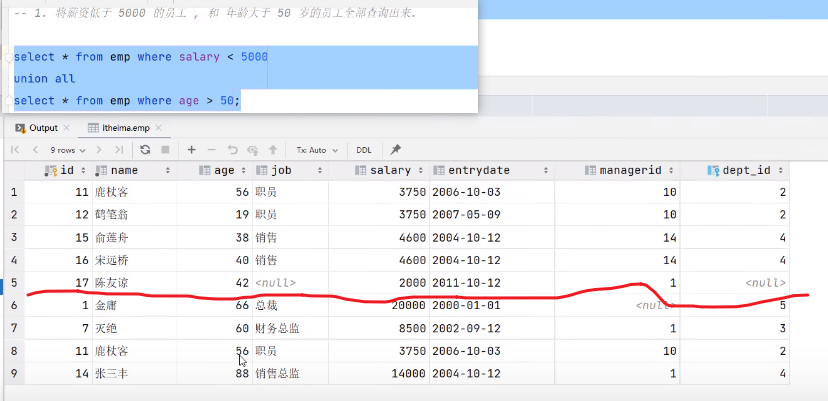 -- 1. 将薪资低于 5000 的员工 , 和 年龄大于 50 岁的员工全部查询出来.
select * from emp where salary < 5000
union all
select * from emp where age > 50;
Output itheima.emp
9 rows Tx: Auto DDL
id name age job salary entrydate managerid dept_id
1 11 鹿杖客 56 职员 3750 2006-10-03 10 2
2 12 鹤笔翁 19 职员 3750 2007-05-09 10 2
3 15 俞莲舟 38 销售 4600 2004-10-12 14 4
4 16 宋远桥 40 销售 4600 2004-10-12 14 4
5 17 陈友谅 42 <null> 2000 2011-10-12 1 <null>
6 1 金庸 66 总裁 20000 2000-01-01 <null> 5
7 7 灭绝 60 财务总监 8500 2002-09-12 1 3
8 11 鹿杖客 56 职员 3750 2006-10-03 10 2
9 14 张三丰 88 销售总监 14000 2004-10-12 1 4